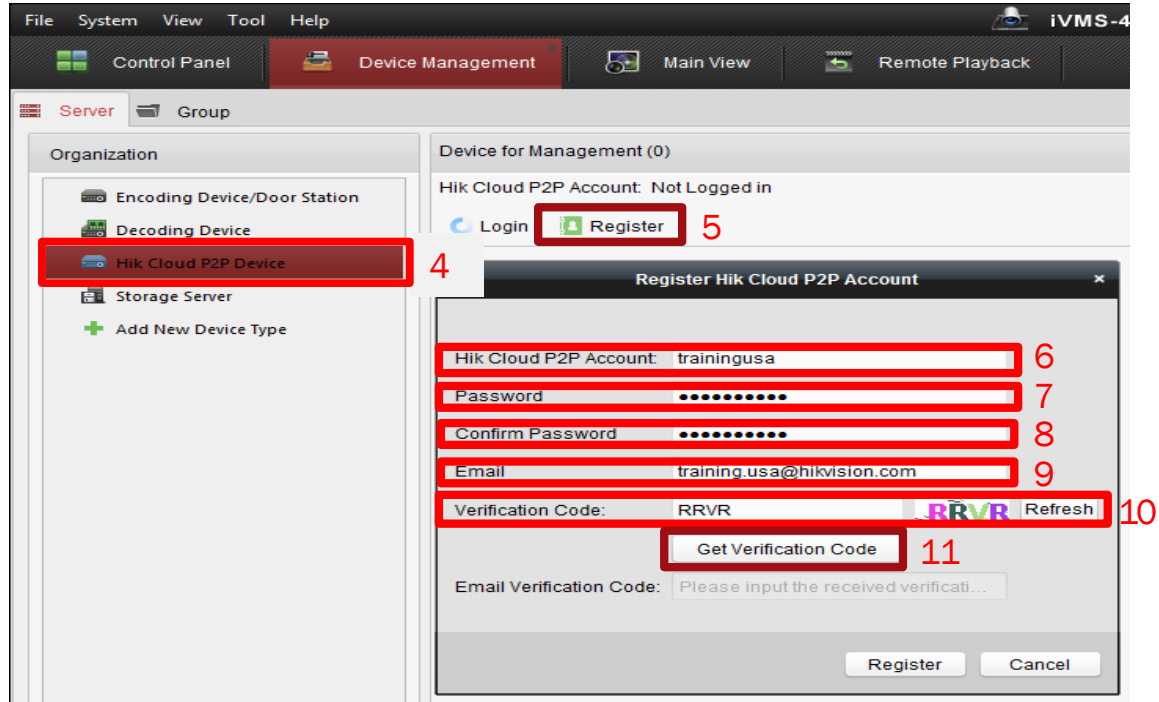 File System View Tool Help iVMS-4
Control Panel Device Management Main View Remote Playback
Server Group
Organization
Device for Management (0)
Encoding Device/Door Station
Decoding Device
Hik Cloud P2P Device 4
Storage Server
Add New Device Type
Hik Cloud P2P Account: Not Logged in
Login Register 5
Register Hik Cloud P2P Account ×
Hik Cloud P2P Account: trainingusa 6
Password ●●●●●●●●●● 7
Confirm Password ●●●●●●●●●● 8
Email training.usa@hikvision.com 9
Verification Code: RRVR RRVR Refresh 10
Get Verification Code 11
Email Verification Code: Please input the received verificati...
Register Cancel